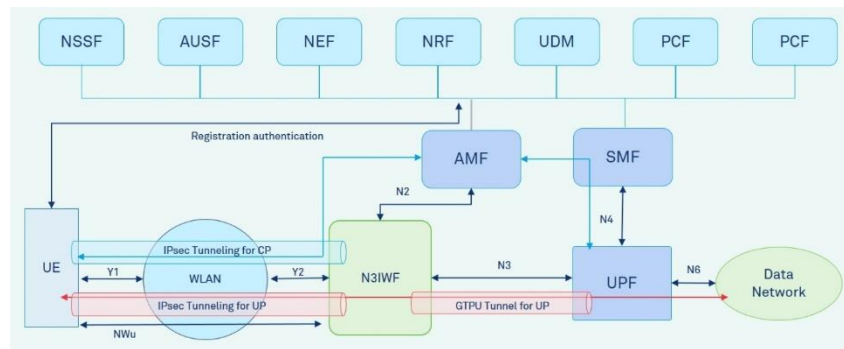 NSSF
AUSF
NEF
NRF
UDM
PCF
PCF
Registration authentication
AMF
SMF
N2
N4
IPsec Tunneling for CP
UE
Y1
WLAN
Y2
N3IWF
N3
UPF
N6
Data
Network
IPsec Tunneling for UP
GTPU Tunnel for UP
NWu